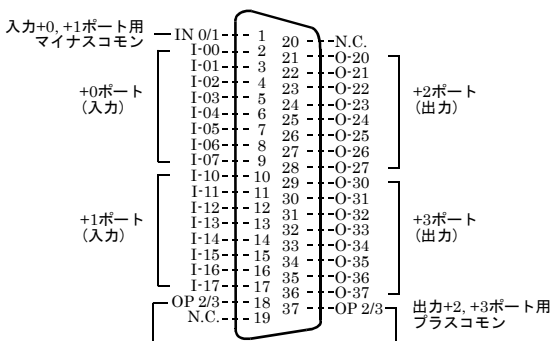 入力+0, +1ポート用
マイナスコモン
IN 0/1 1
I-00 2
I-01 3
I-02 4
I-03 5
I-04 6
I-05 7
I-06 8
I-07 9
+0ポート
（入力）
I-10 10
I-11 11
I-12 12
I-13 13
I-14 14
I-15 15
I-16 16
I-17 17
+1ポート
（入力）
OP 2/3 18
N.C. 19
20 N.C.
21 O-20
22 O-21
23 O-22
24 O-23
25 O-24
26 O-25
27 O-26
28 O-27
+2ポート
（出力）
29 O-30
30 O-31
31 O-32
32 O-33
33 O-34
34 O-35
35 O-36
36 O-37
+3ポート
（出力）
37 OP 2/3
出力+2, +3ポート用
プラスコモン